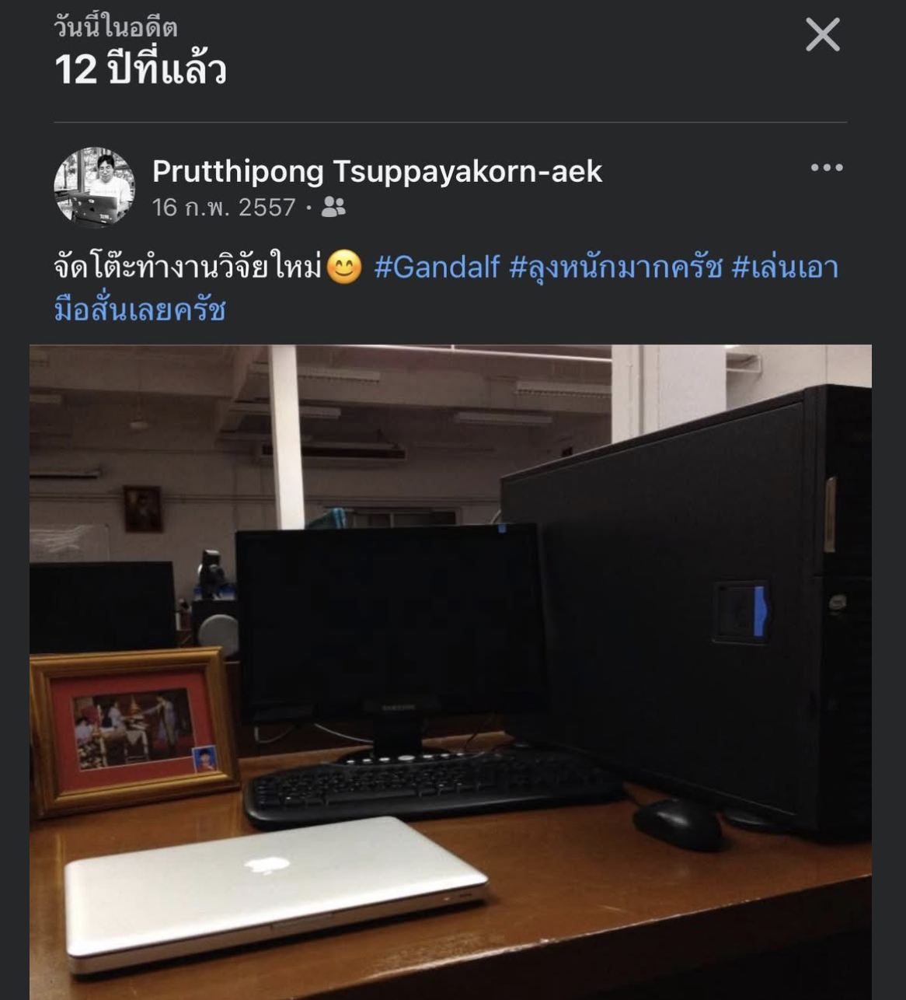 วันนี้ในอดีต
12 ปีที่แล้ว
Prutthipong Tsuppayakorn-aek
16 ก.พ. 2557 ·
จัดโต๊ะทำงานวิจัยใหม่😊 #Gandalf #ลุงหนักมากครัช #เล่นเอา
มือสั่นเลยครัช
SAMSUNG